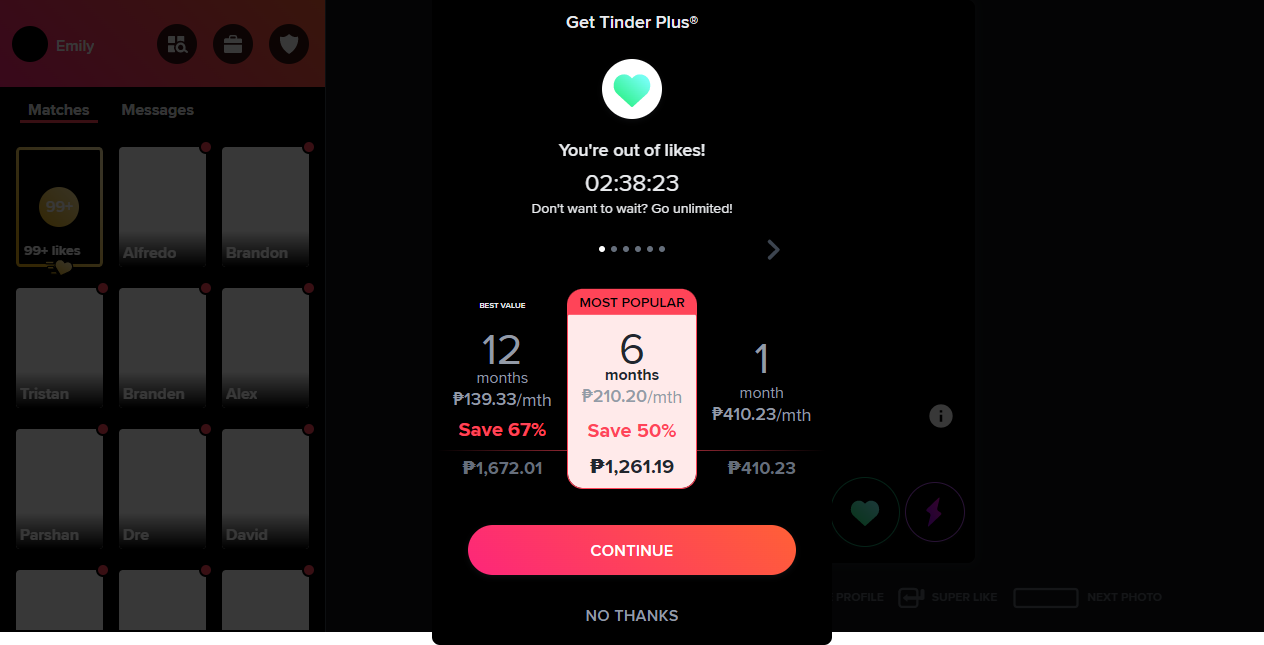 Emily
Matches Messages
99+
99+ likes
Alfredo
Brandon
Tristan
Branden
Alex
Parshan
Dre
David
Get Tinder Plus®
You're out of likes!
02:38:23
Don't want to wait? Go unlimited!
BEST VALUE
12
months
₱139.33/mth
Save 67%
₱1,672.01
MOST POPULAR
6
months
₱210.20/mth
Save 50%
₱1,261.19
1
month
₱410.23/mth
₱410.23
CONTINUE
NO THANKS
PROFILE
SUPER LIKE
NEXT PHOTO